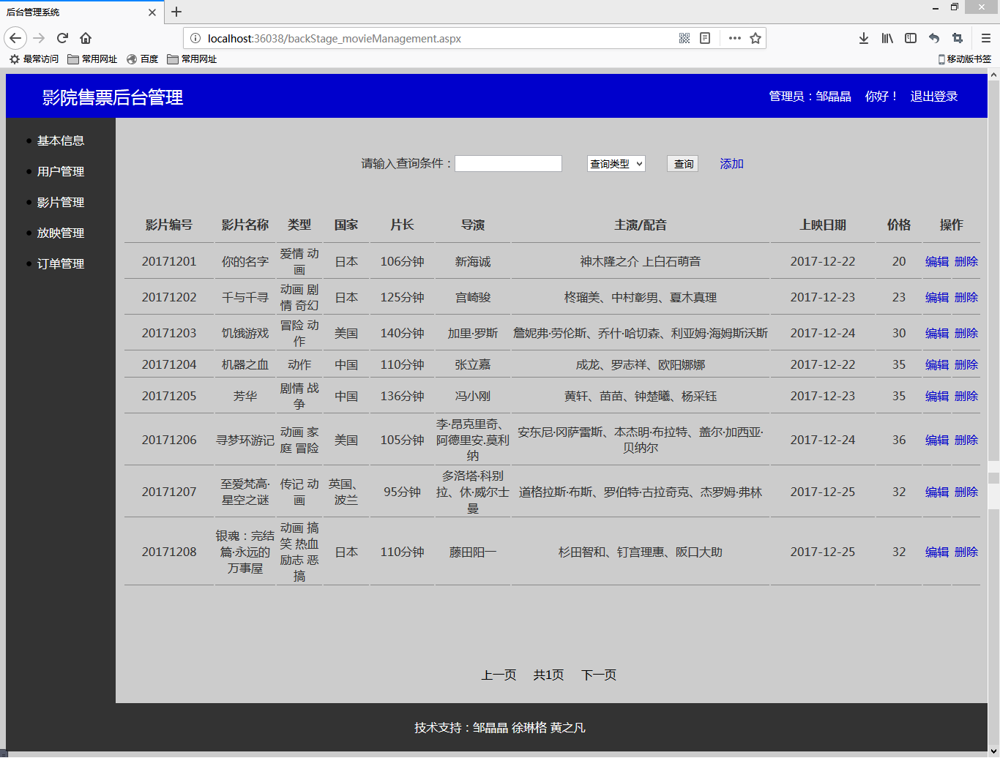 后台管理系统
localhost:36038/backStage_movieManagement.aspx
最常访问 常用网址 百度 常用网址 移动版书签
影院售票后台管理 管理员：邹晶晶 你好！ 退出登录
基本信息
用户管理
影片管理
放映管理
订单管理
请输入查询条件： 查询类型 查询 添加
影片编号 影片名称 类型 国家 片长 导演 主演/配音 上映日期 价格 操作
20171201 你的名字 爱情 动画 日本 106分钟 新海诚 神木隆之介 上白石萌音 2017-12-22 20 编辑 删除
20171202 千与千寻 动画 剧情 奇幻 日本 125分钟 宫崎骏 柊瑠美、中村彰男、夏木真理 2017-12-23 23 编辑 删除
20171203 饥饿游戏 冒险 动作 美国 140分钟 加里·罗斯 詹妮弗·劳伦斯、乔什·哈切森、利亚姆·海姆斯沃斯 2017-12-24 30 编辑 删除
20171204 机器之血 动作 中国 110分钟 张立嘉 成龙、罗志祥、欧阳娜娜 2017-12-22 35 编辑 删除
20171205 芳华 剧情 战争 中国 136分钟 冯小刚 黄轩、苗苗、钟楚曦、杨采钰 2017-12-23 35 编辑 删除
20171206 寻梦环游记 动画 家庭 冒险 美国 105分钟 李·昂克里奇、阿德里安.莫利纳 安东尼·冈萨雷斯、本杰明·布拉特、盖尔·加西亚·贝纳尔 2017-12-24 36 编辑 删除
20171207 至爱梵高·星空之谜 传记 动画 英国、波兰 95分钟 多洛塔·科别拉、休·威尔士曼 道格拉斯·布斯、罗伯特·古拉奇克、杰罗姆·弗林 2017-12-25 32 编辑 删除
20171208 银魂：完结篇·永远的万事屋 动画 搞笑 热血 励志 恶搞 日本 110分钟 藤田阳一 杉田智和、钉宫理惠、阪口大助 2017-12-25 32 编辑 删除
上一页 共1页 下一页
技术支持：邹晶晶 徐琳格 黄之凡